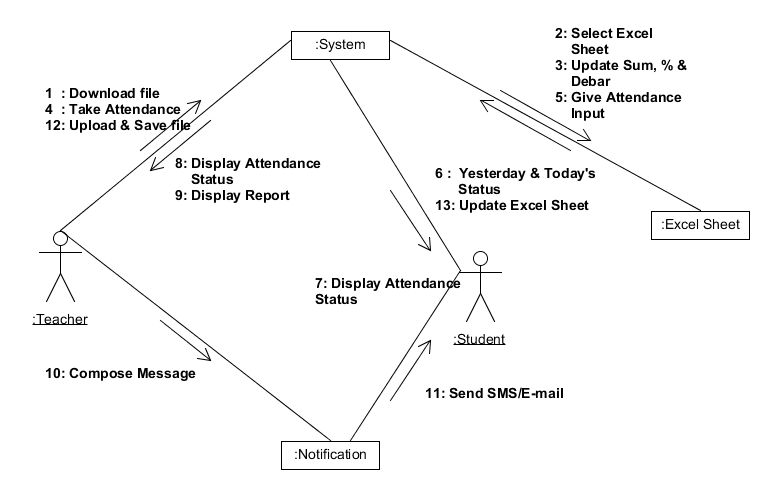 :System
2: Select Excel
Sheet
3: Update Sum, % &
Debar
5: Give Attendance
Input
1 : Download file
4 : Take Attendance
12: Upload & Save file
8: Display Attendance
Status
9: Display Report
6 : Yesterday & Today's
Status
13: Update Excel Sheet
:Excel Sheet
7: Display Attendance
Status
:Teacher
:Student
10: Compose Message
11: Send SMS/E-mail
:Notification